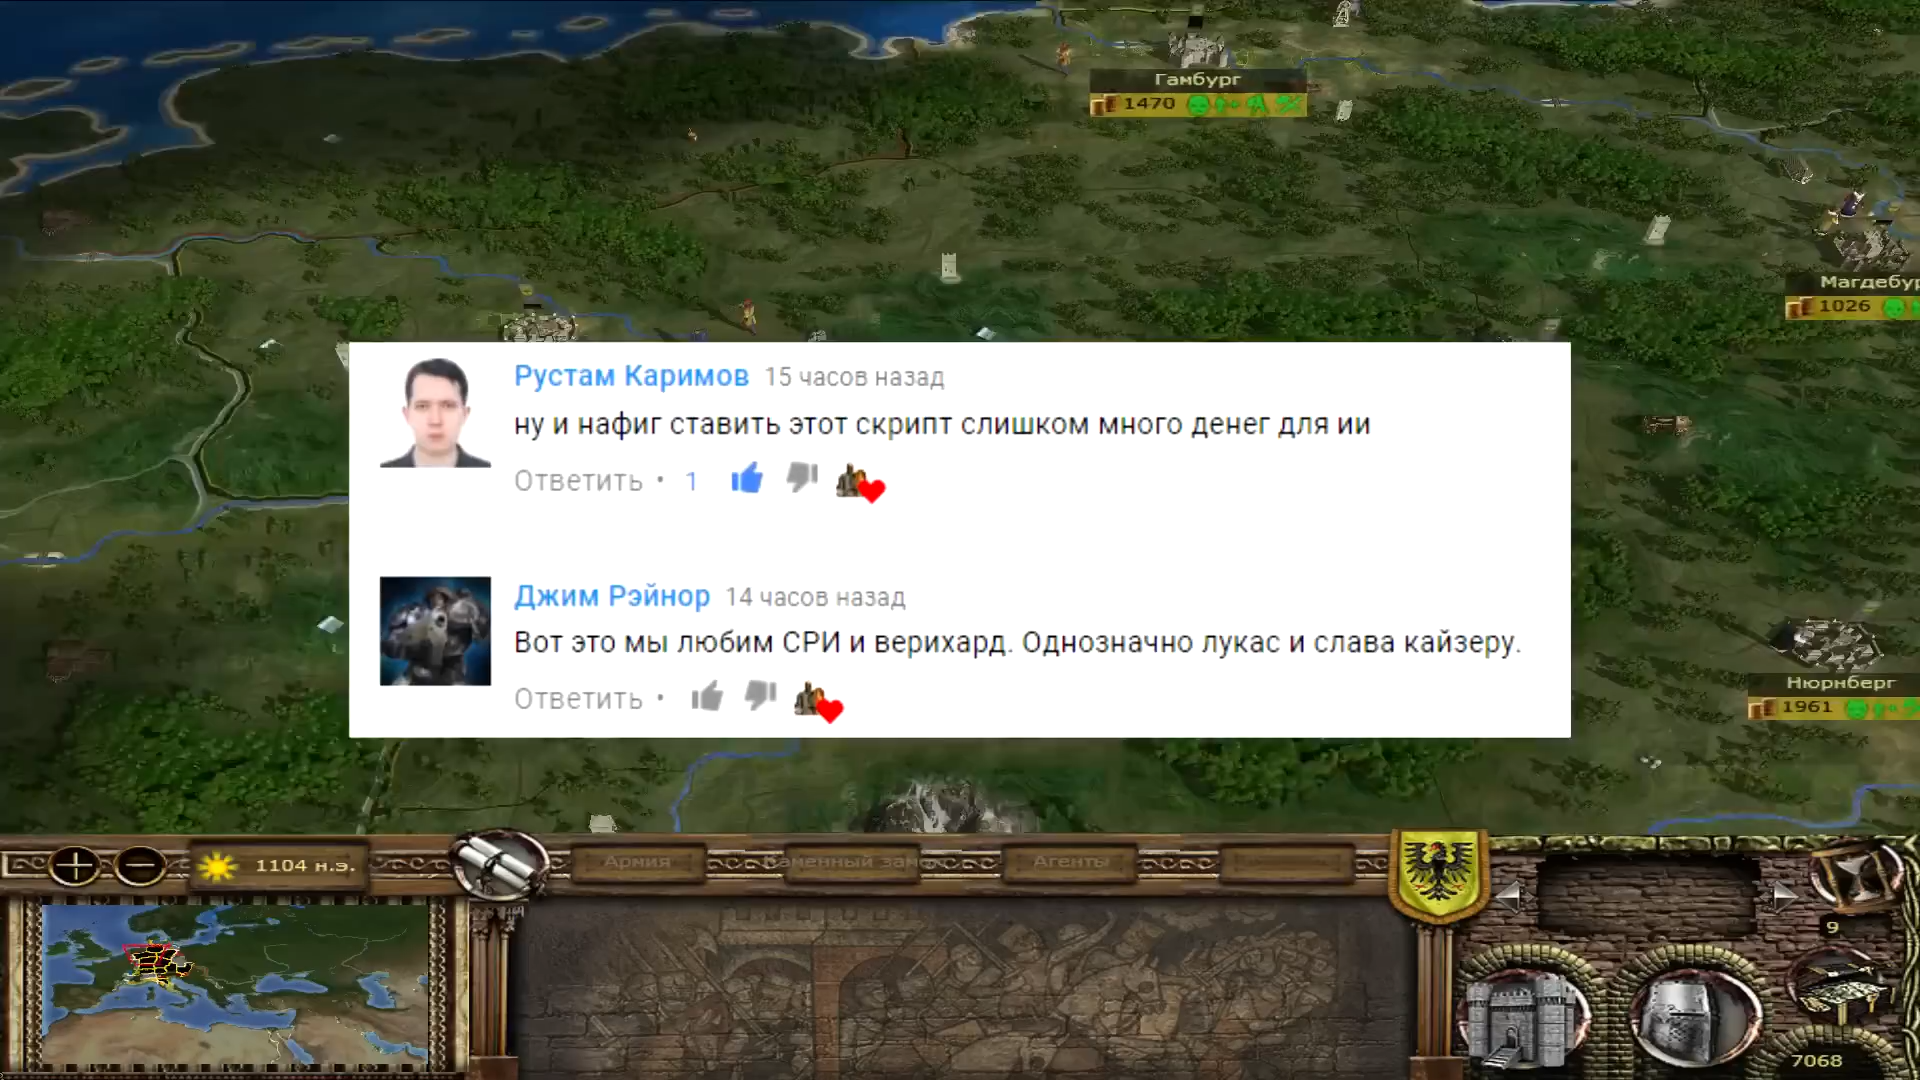 Гамбург
1470
Магдебур
1026
Рустам Каримов 15 часов назад
ну и нафиг ставить этот скрипт слишком много денег для ии
Ответить • 1
Джим Рэйнор 14 часов назад
Вот это мы любим СРИ и верихард. Однозначно лукас и слава кайзеру.
Ответить •
Нюрнберг
1961
1104 н.э.
Армия
Каменный замо
Агенты
9
7068